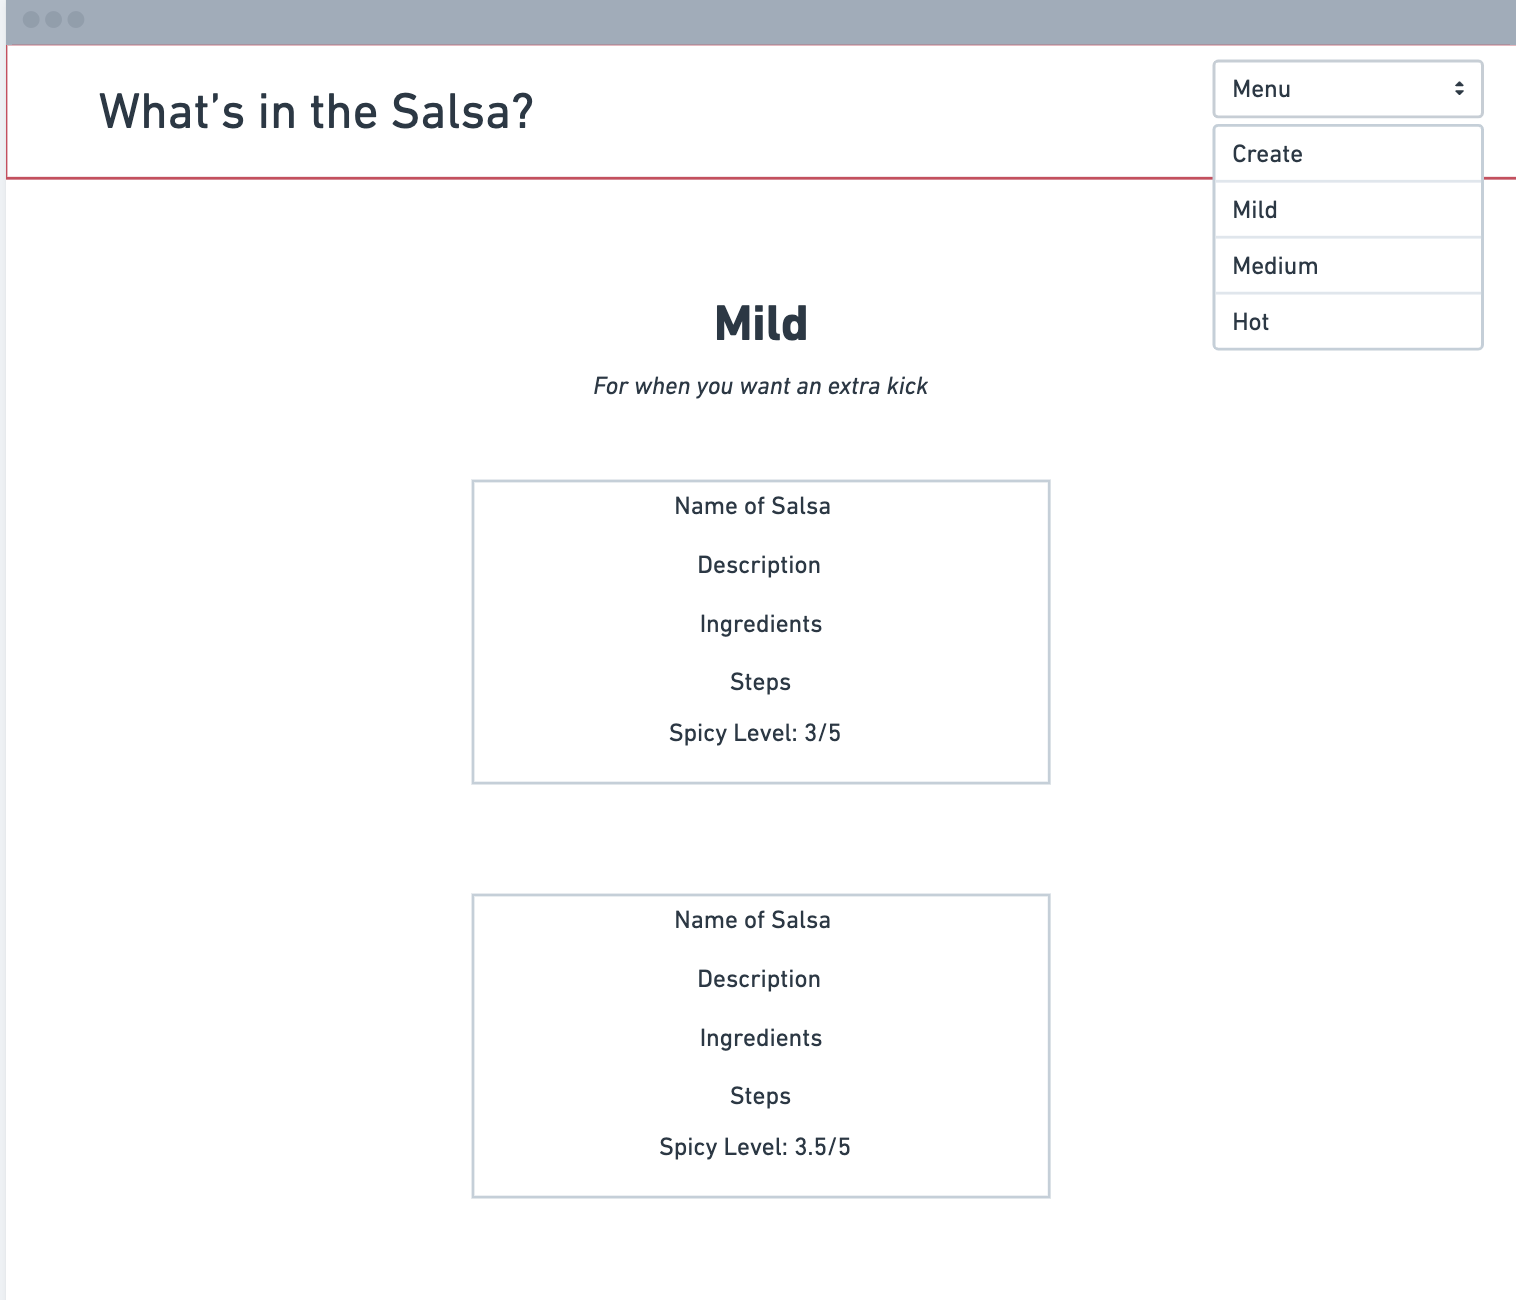 What's in the Salsa?
Menu
Create
Mild
Medium
Hot
Mild
For when you want an extra kick
Name of Salsa
Description
Ingredients
Steps
Spicy Level: 3/5
Name of Salsa
Description
Ingredients
Steps
Spicy Level: 3.5/5